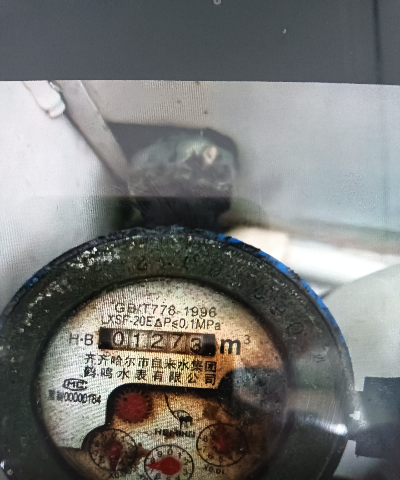 GB/T778-1996
LXSF-20E△P≤0.1MPa
H·B 01273 m³
齐齐哈尔市自来水集团
鹤鸣水表有限公司
MC